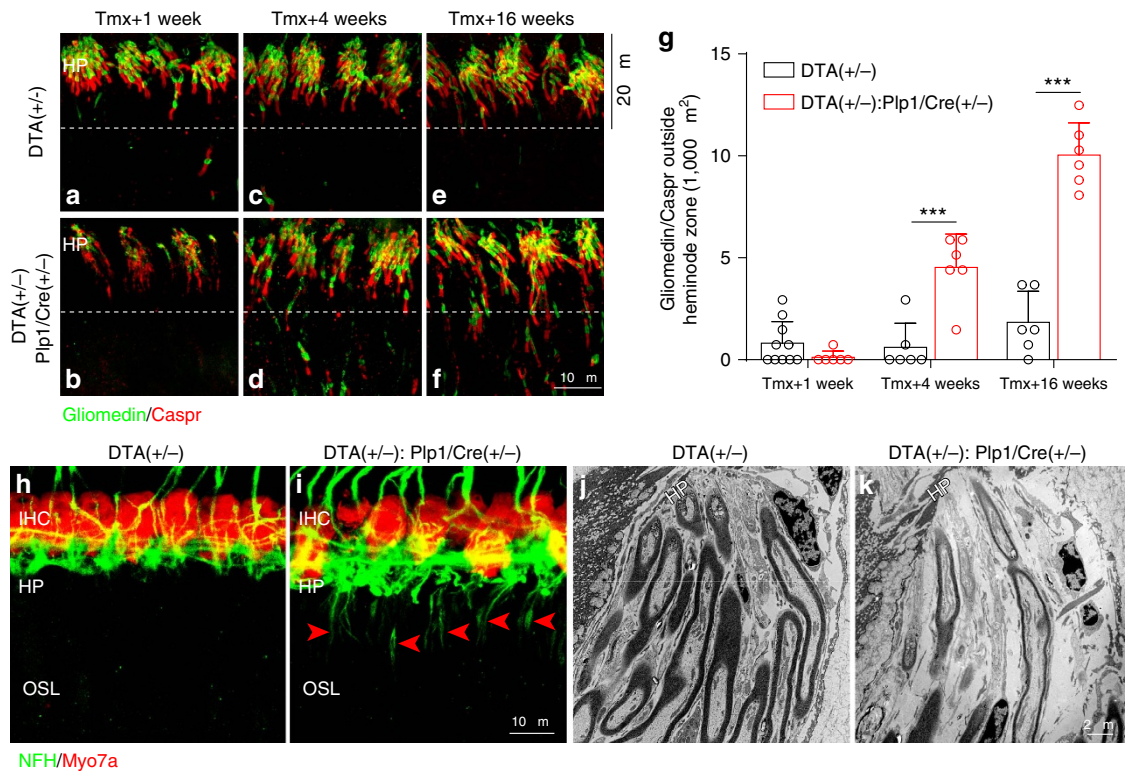 Tmx+1 week
Tmx+4 weeks
Tmx+16 weeks
DTA(+/-)
HP
a
c
e
20 m
DTA(+/–)
Plp1/Cre(+/–)
HP
b
d
f
10 m
Gliomedin/Caspr
g
Gliomedin/Caspr outside
heminode zone (1,000 m2)
15
10
5
0
DTA(+/–)
DTA(+/–):Plp1/Cre(+/–)
***
***
Tmx+1 week
Tmx+4 weeks
Tmx+16 weeks
DTA(+/–)
DTA(+/–): Plp1/Cre(+/–)
DTA(+/–)
DTA(+/–): Plp1/Cre(+/–)
h
IHC
HP
OSL
i
IHC
HP
OSL
10 m
j
HP
k
HP
2 m
NFH/Myo7a